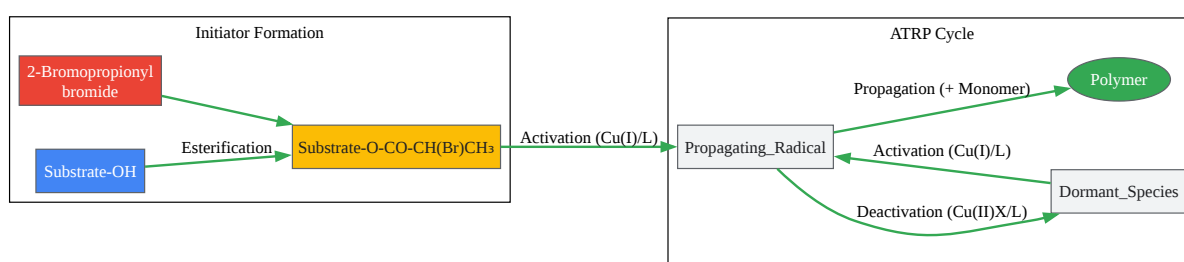 Initiator Formation
2-Bromopropionyl
bromide
Esterification
Substrate-OH
Substrate-O-CO-CH(Br)CH₃
Activation (Cu(I)/L)
ATRP Cycle
Polymer
Propagation (+ Monomer)
Propagating_Radical
Activation (Cu(I)/L)
Dormant_Species
Deactivation (Cu(II)X/L)